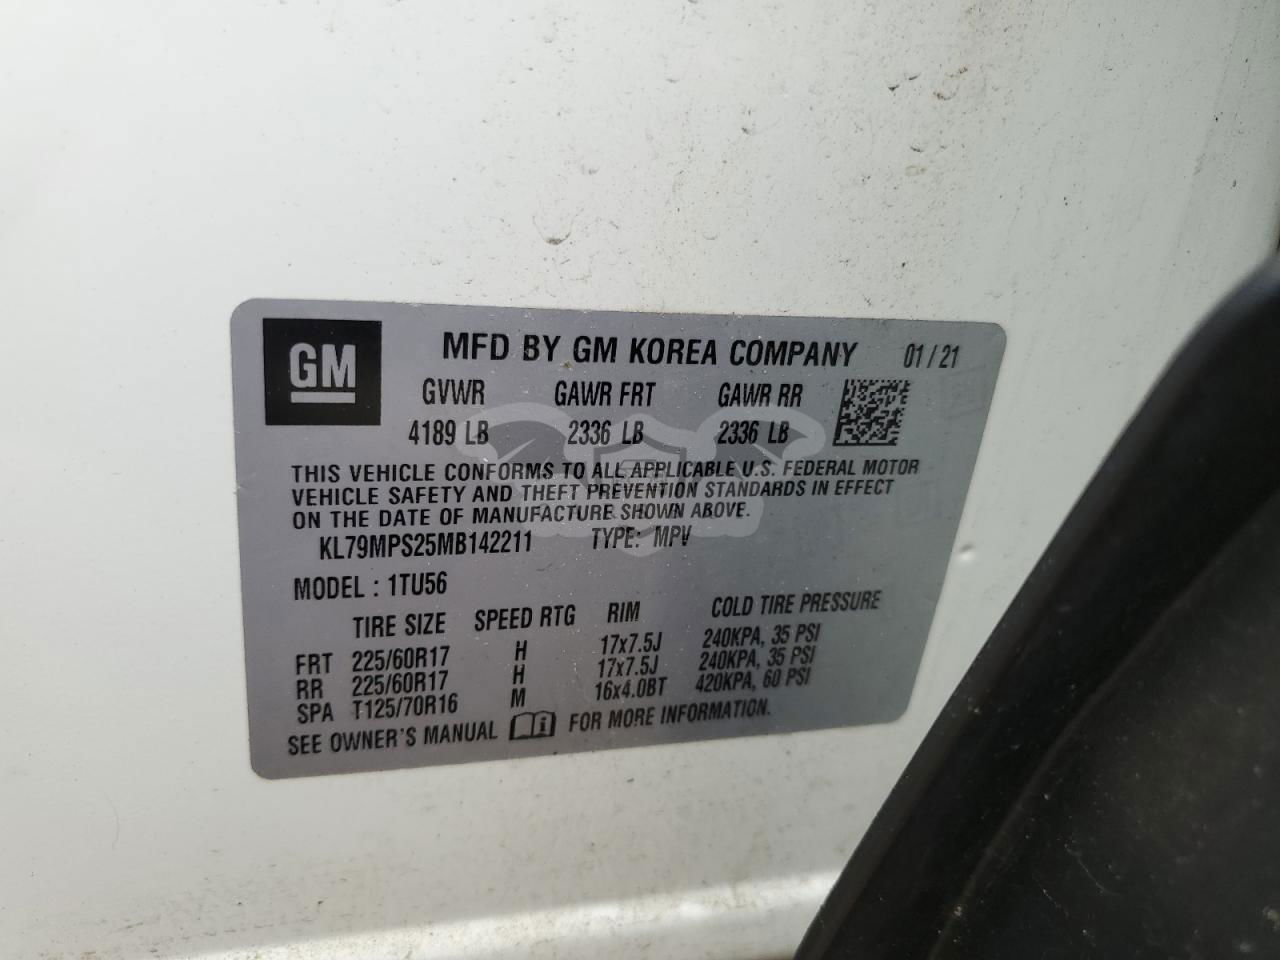 GM MFD BY GM KOREA COMPANY 01/21
GVWR GAWR FRT GAWR RR
4189 LB 2336 LB 2336 LB
THIS VEHICLE CONFORMS TO ALL APPLICABLE U.S. FEDERAL MOTOR
VEHICLE SAFETY AND THEFT PREVENTION STANDARDS IN EFFECT
ON THE DATE OF MANUFACTURE SHOWN ABOVE.
KL79MPS25MB142211 TYPE: MPV
MODEL : 1TU56
TIRE SIZE SPEED RTG RIM COLD TIRE PRESSURE
FRT 225/60R17 H 17x7.5J 240KPA, 35 PSI
RR 225/60R17 H 17x7.5J 240KPA, 35 PSI
SPA T125/70R16 M 16x4.0BT 420KPA, 60 PSI
SEE OWNER'S MANUAL FOR MORE INFORMATION.